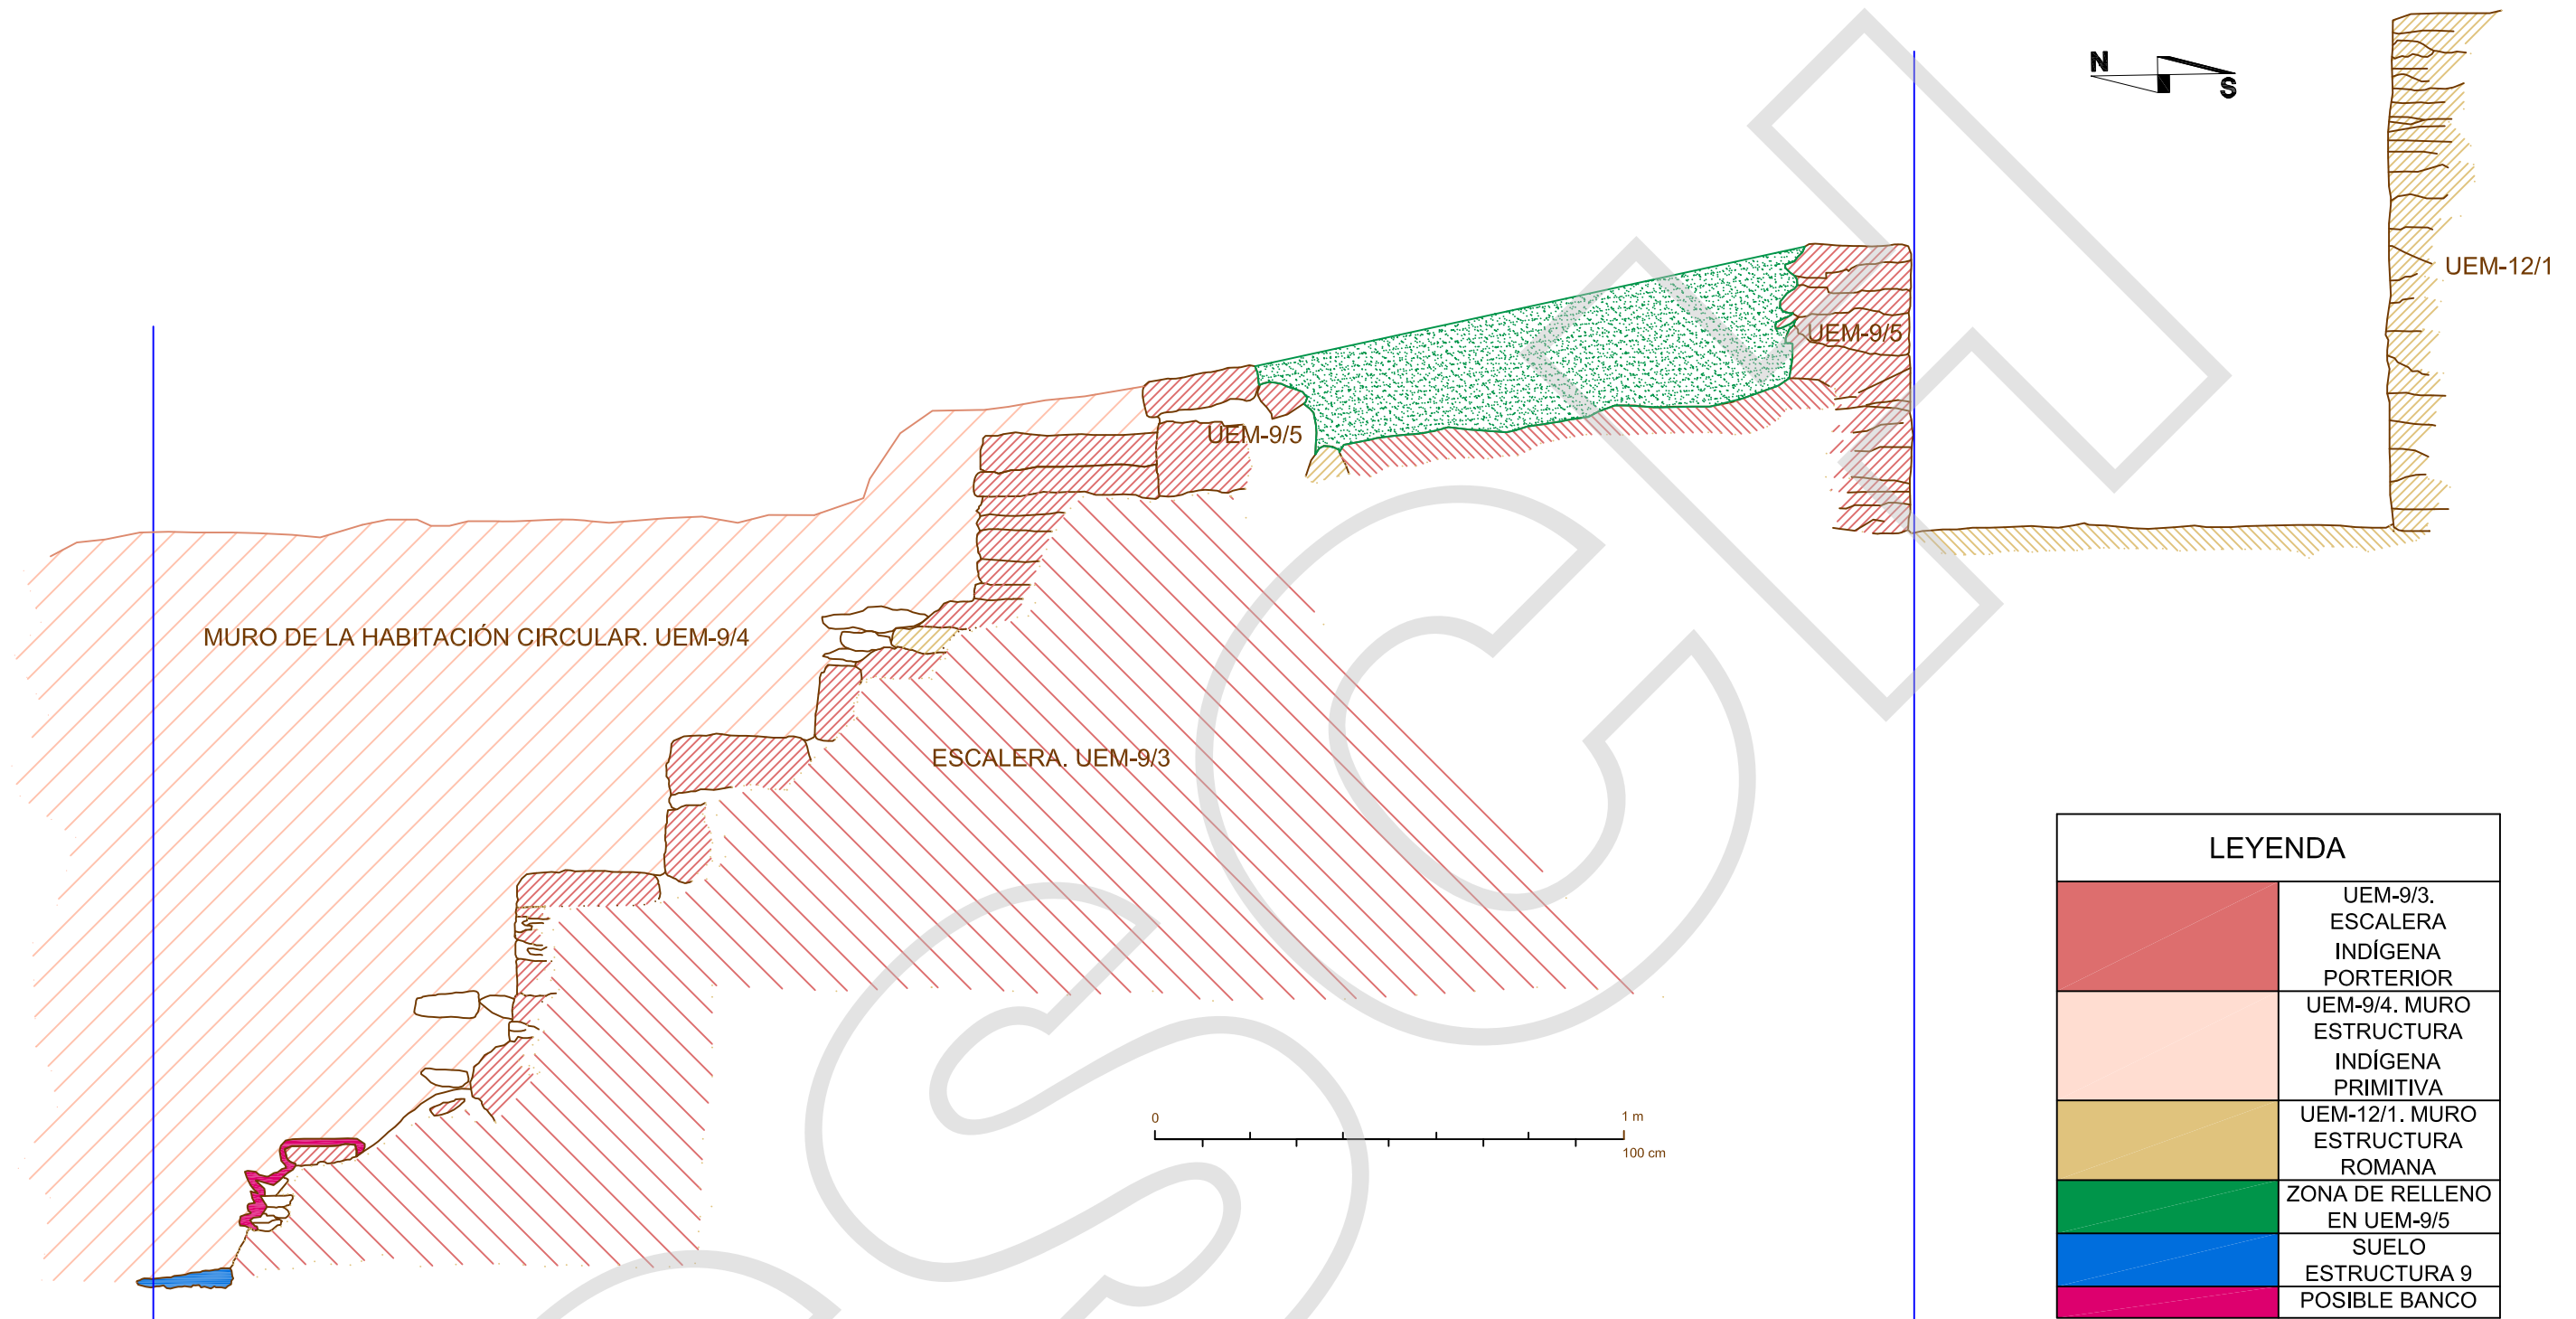 N
S
UEM-12/1
UEM-9/5
UEM-9/5
MURO DE LA HABITACIÓN CIRCULAR. UEM-9/4
ESCALERA. UEM-9/3
0
1 m
100 cm
LEYENDA
UEM-9/3.
ESCALERA
INDÍGENA
PORTERIOR
UEM-9/4. MURO
ESTRUCTURA
INDÍGENA
PRIMITIVA
UEM-12/1. MURO
ESTRUCTURA
ROMANA
ZONA DE RELLENO
EN UEM-9/5
SUELO
ESTRUCTURA 9
POSIBLE BANCO